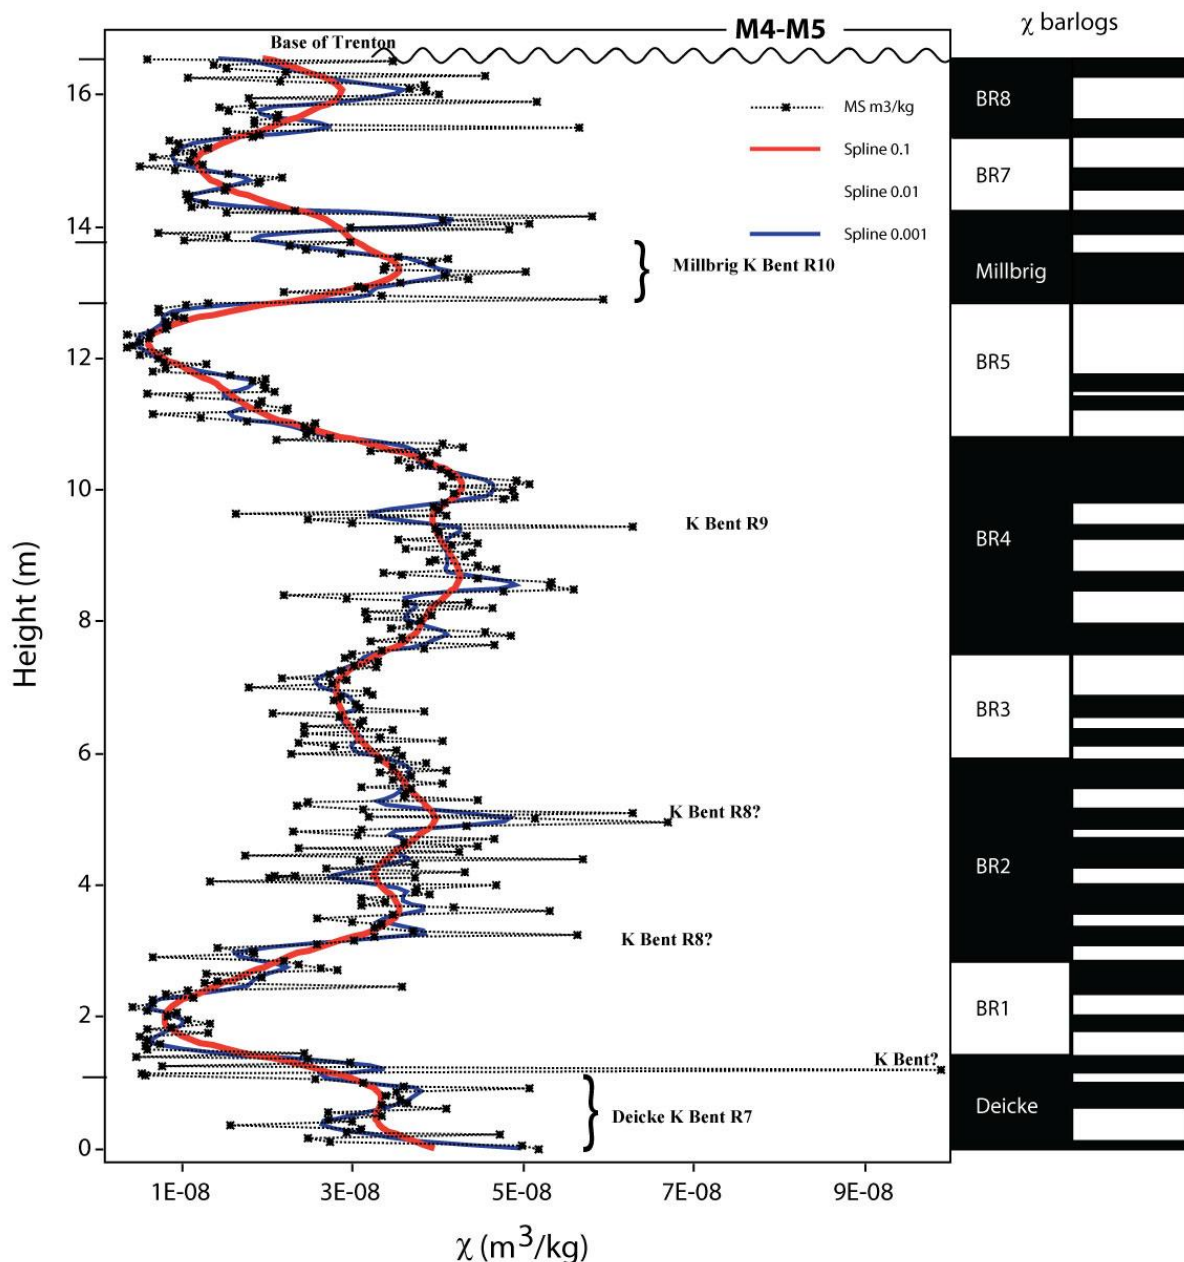 χ barlogs
M4-M5
Base of Trenton
16
BR8
MS m3/kg
Spline 0.1
Spline 0.01
Spline 0.001
BR7
14
Millbrig K Bent R10
Millbrig
12
BR5
10
K Bent R9
BR4
8
BR3
6
K Bent R8?
BR2
4
K Bent R8?
BR1
2
K Bent?
Deicke K Bent R7
Deicke
0
Height (m)
1E-08 3E-08 5E-08 7E-08 9E-08
χ (m³/kg)